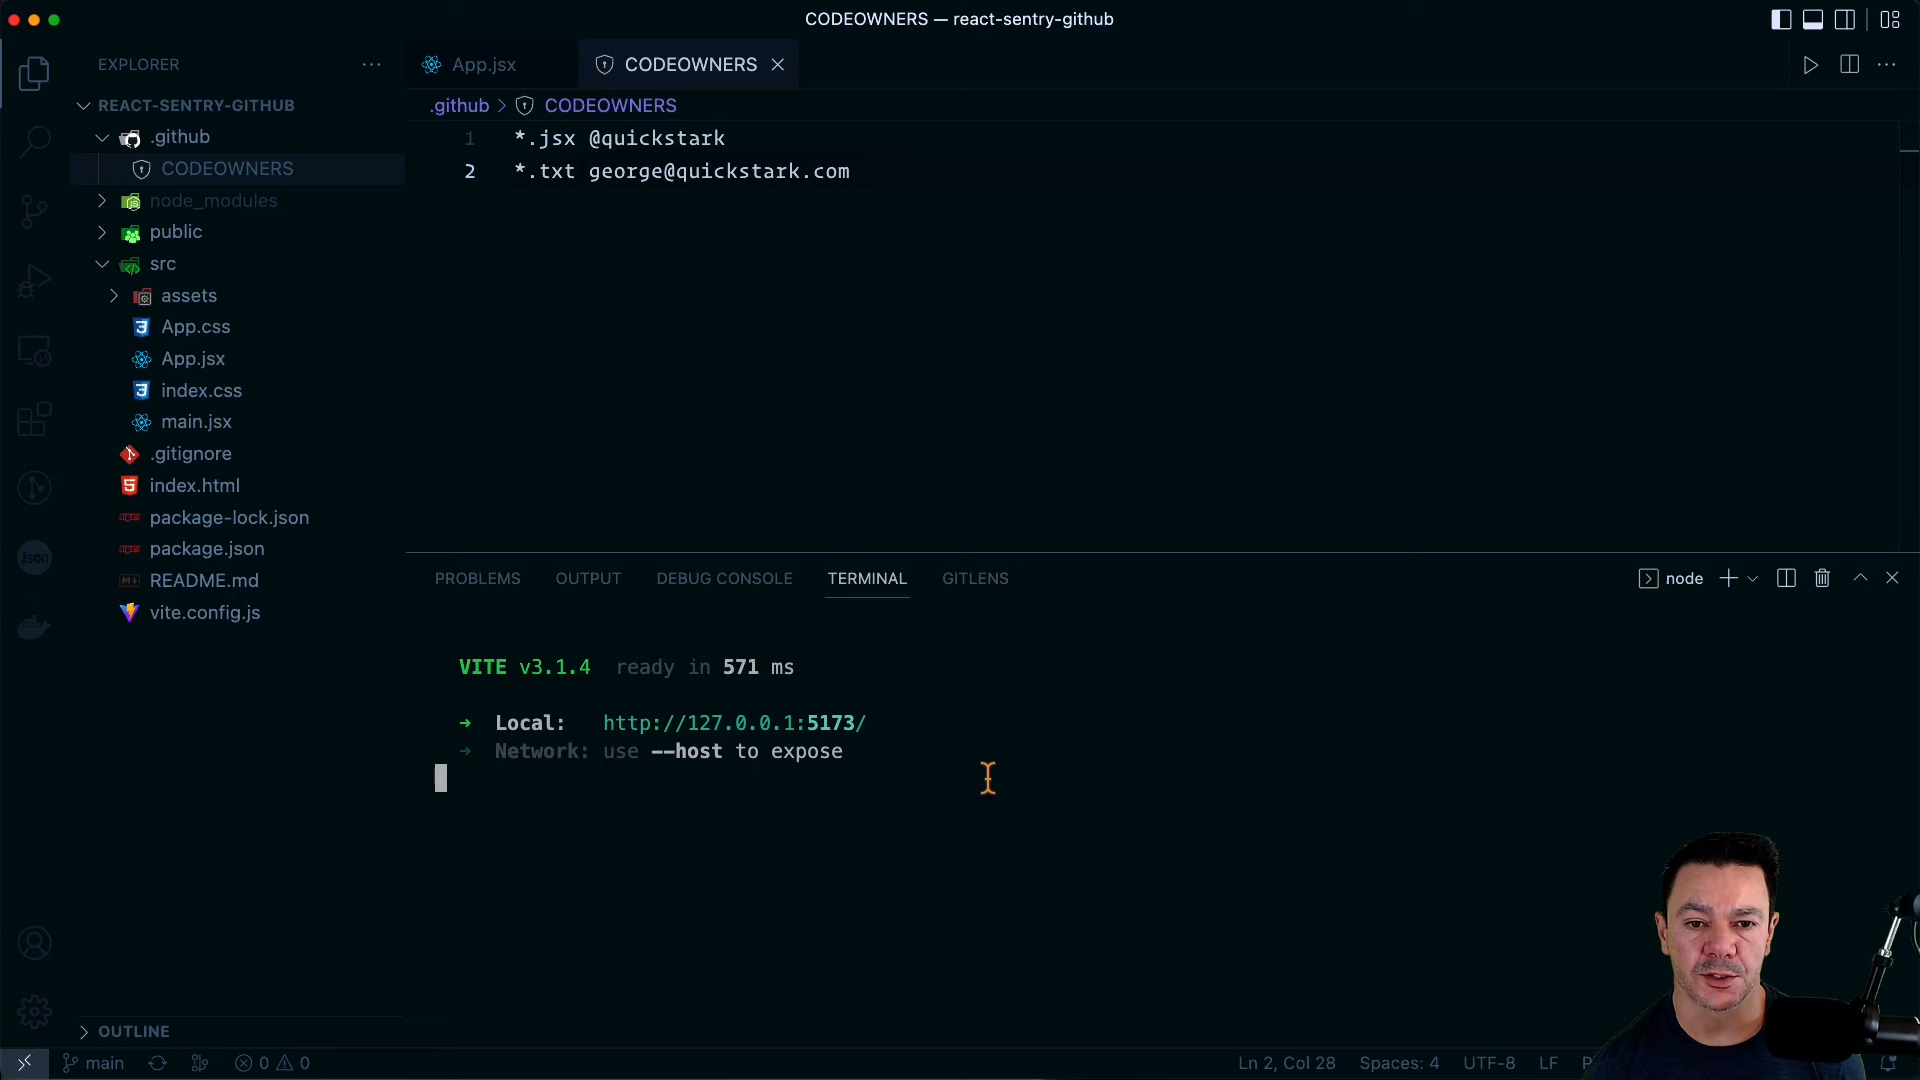 CODEOWNERS — react-sentry-github
EXPLORER
REACT-SENTRY-GITHUB
.github
CODEOWNERS
node_modules
public
src
assets
App.css
App.jsx
index.css
main.jsx
.gitignore
index.html
package-lock.json
package.json
README.md
vite.config.js
OUTLINE
Json
App.jsx
CODEOWNERS
.github > CODEOWNERS
1 *.jsx @quickstark
2 *.txt george@quickstark.com
PROBLEMS OUTPUT DEBUG CONSOLE TERMINAL GITLENS
node
VITE v3.1.4 ready in 571 ms
➜ Local: http://127.0.0.1:5173/
➜ Network: use --host to expose
main 0 0
Ln 2, Col 28 Spaces: 4 UTF-8 LF